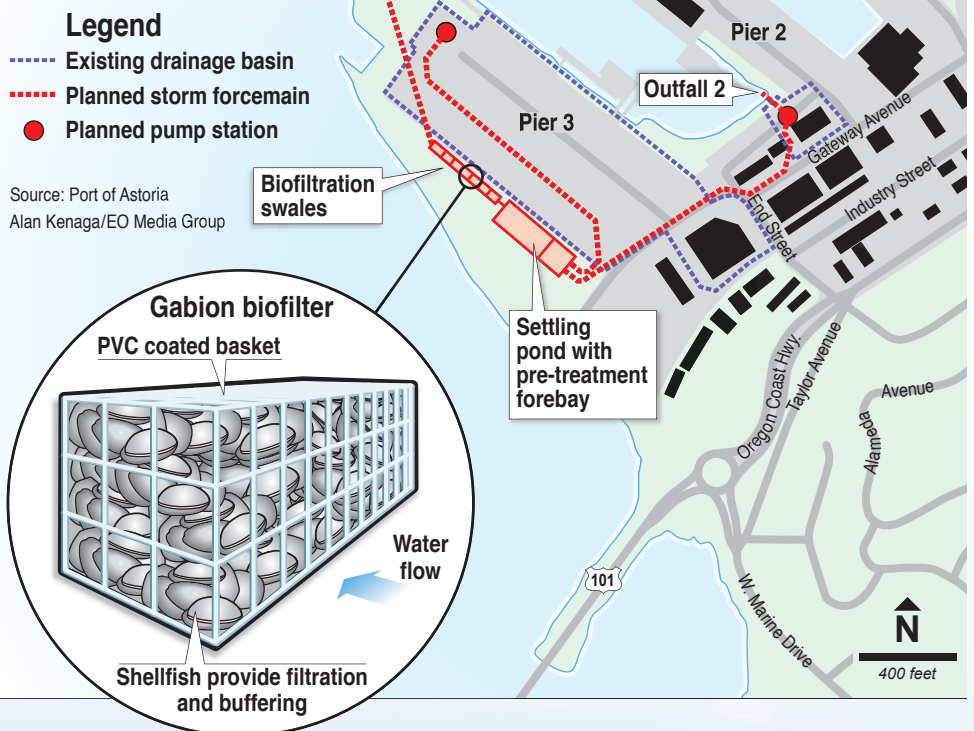 Legend
Existing drainage basin
Planned storm forcemain
Planned pump station
Source: Port of Astoria
Alan Kenaga/EO Media Group
Pier 2
Outfall 2
Pier 3
Gateway Avenue
Industry Street
End Street
Biofiltration
swales
Settling
pond with
pre-treatment
forebay
Oregon Coast Hwy.
Taylor Avenue
Avenue
Alameda
101
W. Marine Drive
N
400 feet
Gabion biofilter
PVC coated basket
Water
flow
Shellfish provide filtration
and buffering